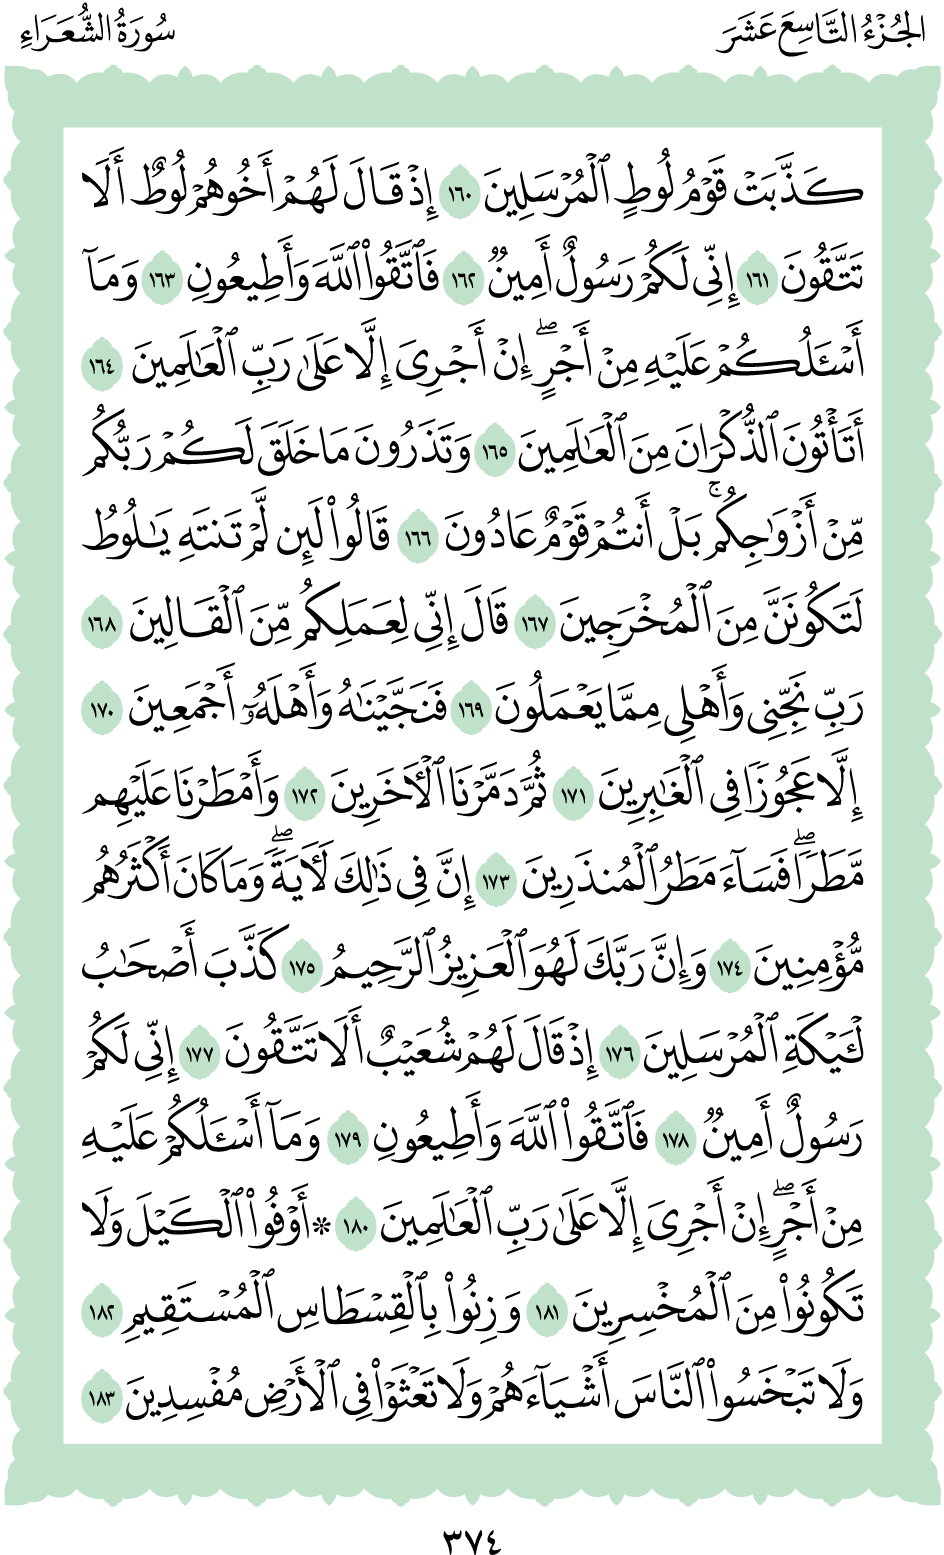 الجُزْءُ التَّاسِعَ عَشَرَ
سُورَةُ الشُّعَرَاءِ
كَذَّبَتْ قَوْمُ لُوطٍ ٱلْمُرْسَلِينَ ١٦٠ إِذْ قَالَ لَهُمْ أَخُوهُمْ لُوطٌ أَلَا
تَتَّقُونَ ١٦١ إِنِّي لَكُمْ رَسُولٌ أَمِينٌ ١٦٢ فَٱتَّقُوا۟ ٱللَّهَ وَأَطِيعُونِ ١٦٣ وَمَآ
أَسْـَٔلُكُمْ عَلَيْهِ مِنْ أَجْرٍ ۖ إِنْ أَجْرِىَ إِلَّا عَلَىٰ رَبِّ ٱلْعَـٰلَمِينَ ١٦٤
أَتَأْتُونَ ٱلذُّكْرَانَ مِنَ ٱلْعَـٰلَمِينَ ١٦٥ وَتَذَرُونَ مَا خَلَقَ لَكُمْ رَبُّكُم
مِّنْ أَزْوَٰجِكُم ۚ بَلْ أَنتُمْ قَوْمٌ عَادُونَ ١٦٦ قَالُوا۟ لَئِن لَّمْ تَنتَهِ يَـٰلُوطُ
لَتَكُونَنَّ مِنَ ٱلْمُخْرَجِينَ ١٦٧ قَالَ إِنِّى لِعَمَلِكُم مِّنَ ٱلْقَالِينَ ١٦٨
رَبِّ نَجِّنِى وَأَهْلِى مِمَّا يَعْمَلُونَ ١٦٩ فَنَجَّيْنَـٰهُ وَأَهْلَهُۥٓ أَجْمَعِينَ ١٧٠
إِلَّا عَجُوزًا فِى ٱلْغَـٰبِرِينَ ١٧١ ثُمَّ دَمَّرْنَا ٱلْـَٔاخَرِينَ ١٧٢ وَأَمْطَرْنَا عَلَيْهِم
مَّطَرًا ۖ فَسَآءَ مَطَرُ ٱلْمُنذَرِينَ ١٧٣ إِنَّ فِى ذَٰلِكَ لَـَٔايَةً ۖ وَمَا كَانَ أَكْثَرُهُم
مُّؤْمِنِينَ ١٧٤ وَإِنَّ رَبَّكَ لَهُوَ ٱلْعَزِيزُ ٱلرَّحِيمُ ١٧٥ كَذَّبَ أَصْحَـٰبُ
لْـَٔيْكَةِ ٱلْمُرْسَلِينَ ١٧٦ إِذْ قَالَ لَهُمْ شُعَيْبٌ أَلَا تَتَّقُونَ ١٧٧ إِنِّى لَكُمْ
رَسُولٌ أَمِينٌ ١٧٨ فَٱتَّقُوا۟ ٱللَّهَ وَأَطِيعُونِ ١٧٩ وَمَآ أَسْـَٔلُكُمْ عَلَيْهِ
مِنْ أَجْرٍ ۖ إِنْ أَجْرِىَ إِلَّا عَلَىٰ رَبِّ ٱلْعَـٰلَمِينَ ١٨٠ * أَوْفُوا۟ ٱلْكَيْلَ وَلَا
تَكُونُوا۟ مِنَ ٱلْمُخْسِرِينَ ١٨١ وَزِنُوا۟ بِٱلْقِسْطَاسِ ٱلْمُسْتَقِيمِ ١٨٢
وَلَا تَبْخَسُوا۟ ٱلنَّاسَ أَشْيَآءَهُمْ وَلَا تَعْثَوْا۟ فِى ٱلْأَرْضِ مُفْسِدِينَ ١٨٣
٣٧٤